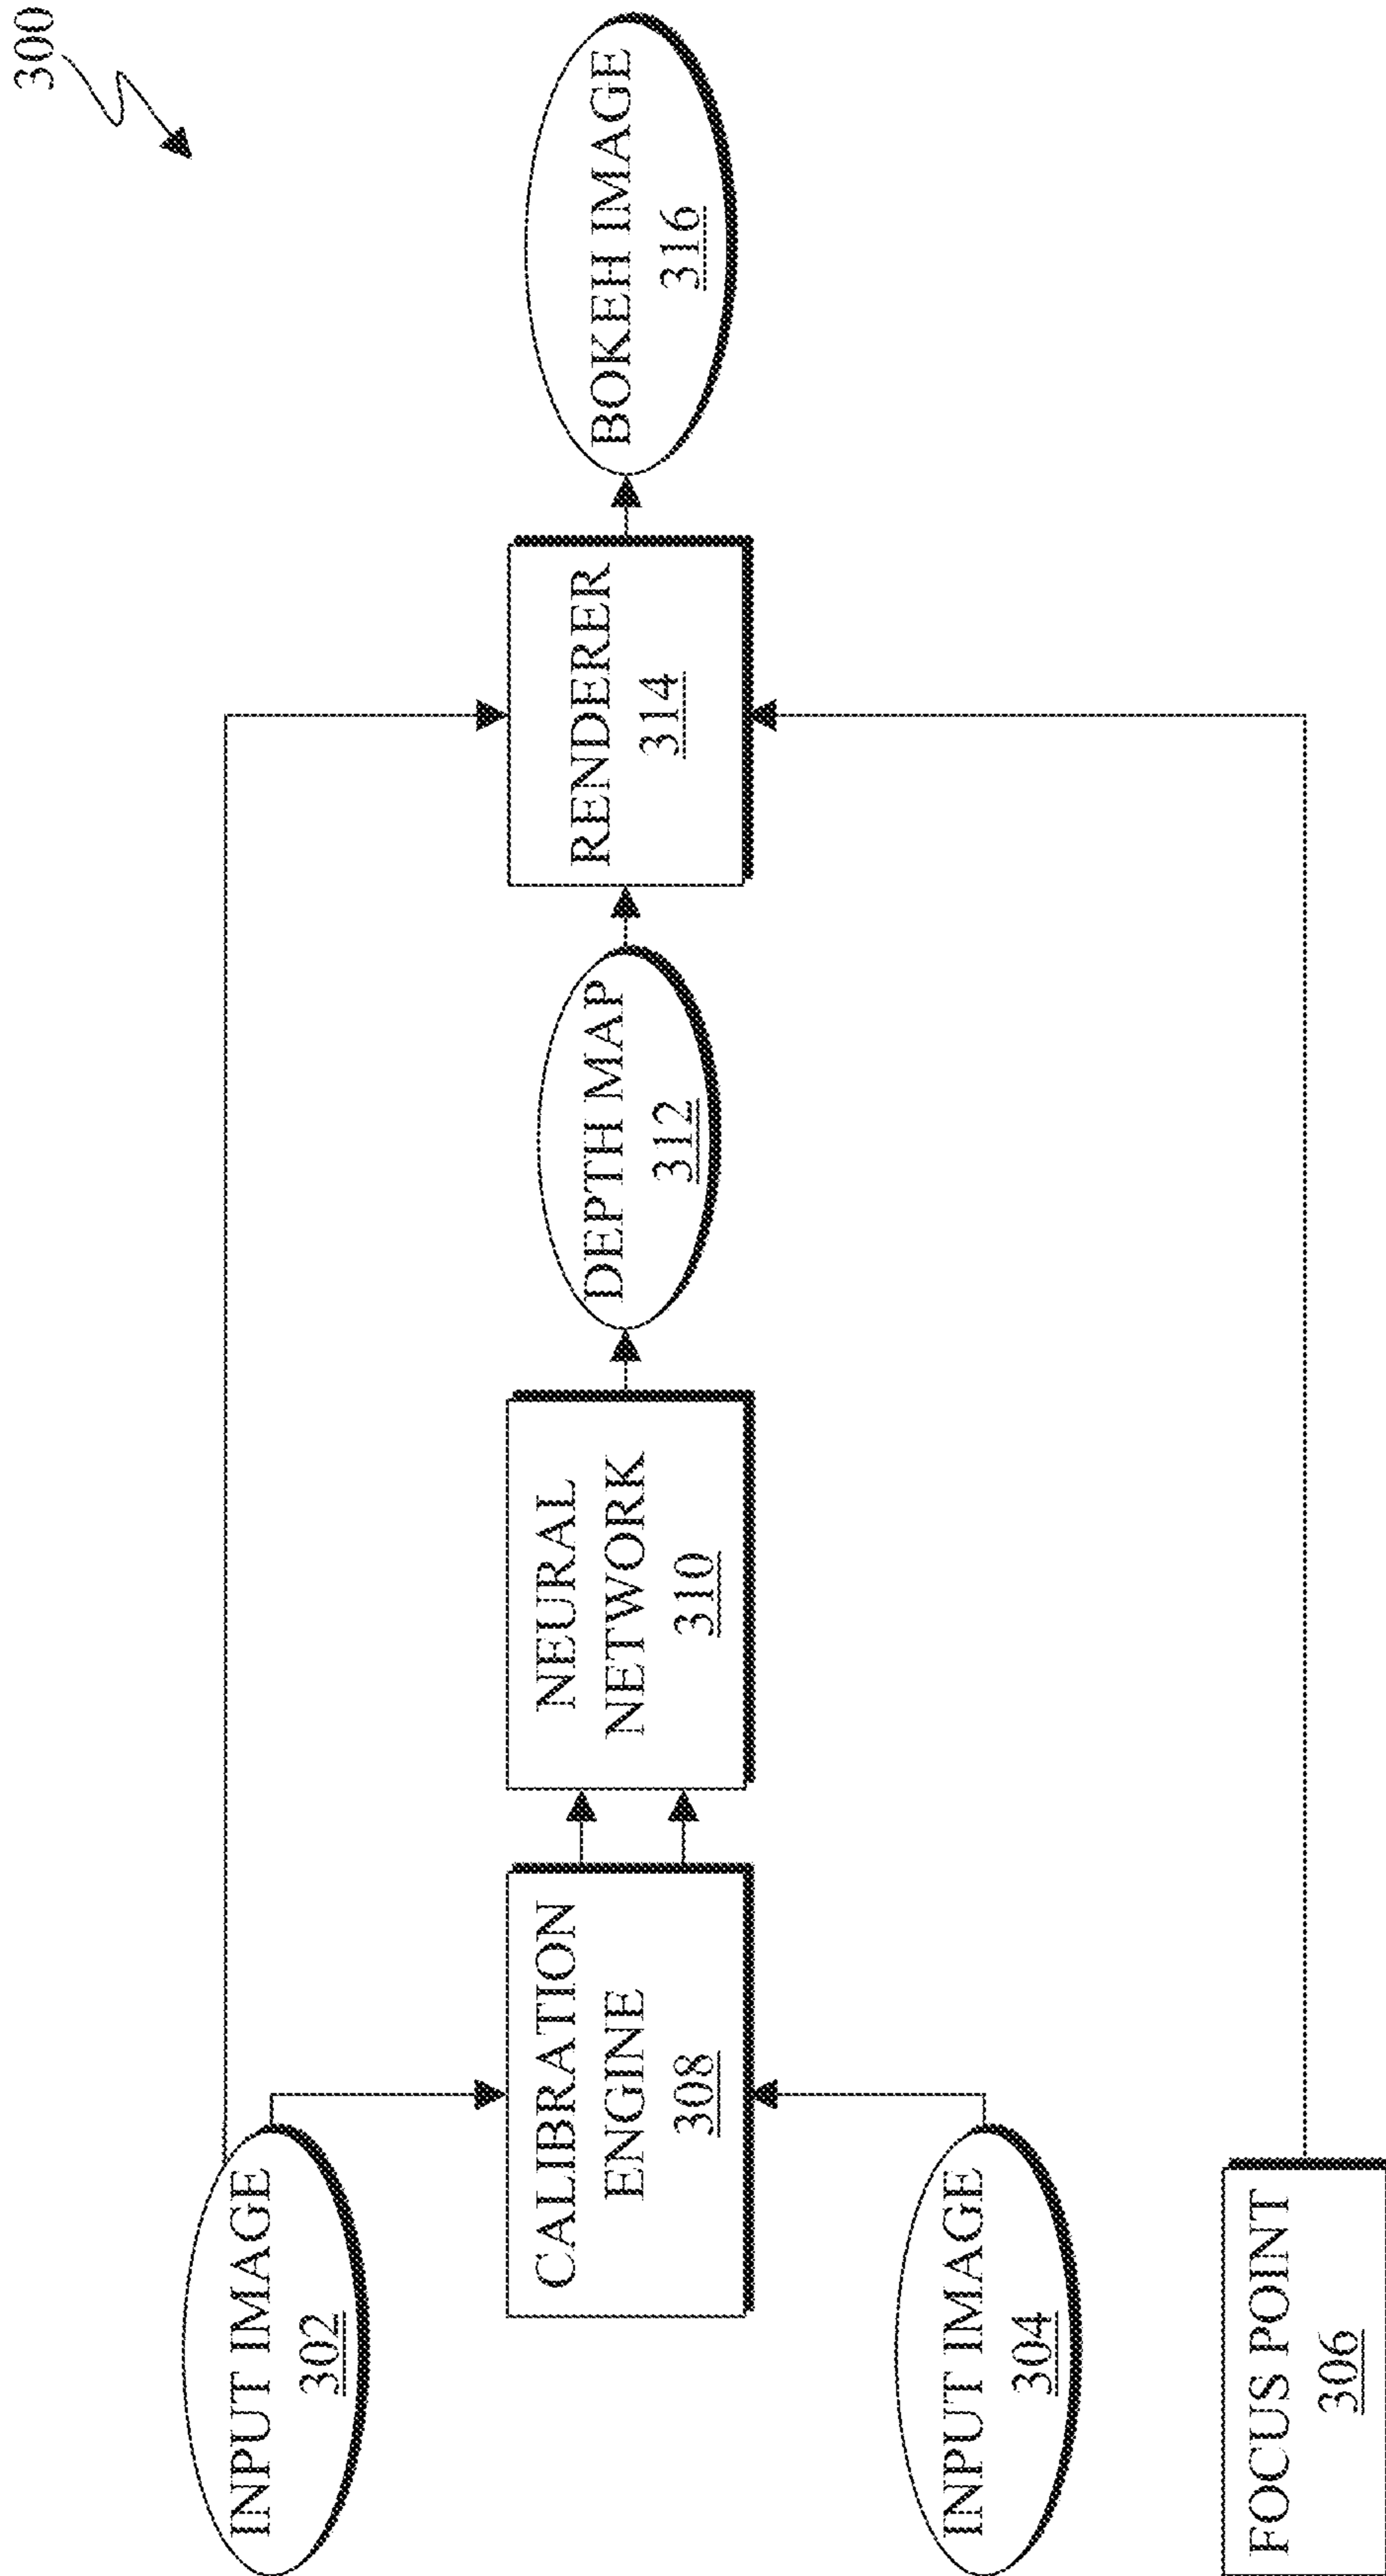 300
INPUT IMAGE
302
CALIBRATION
ENGINE
308
INPUT IMAGE
304
FOCUS POINT
306
NEURAL
NETWORK
310
DEPTH MAP
312
RENDERER
314
BOKEH IMAGE
316